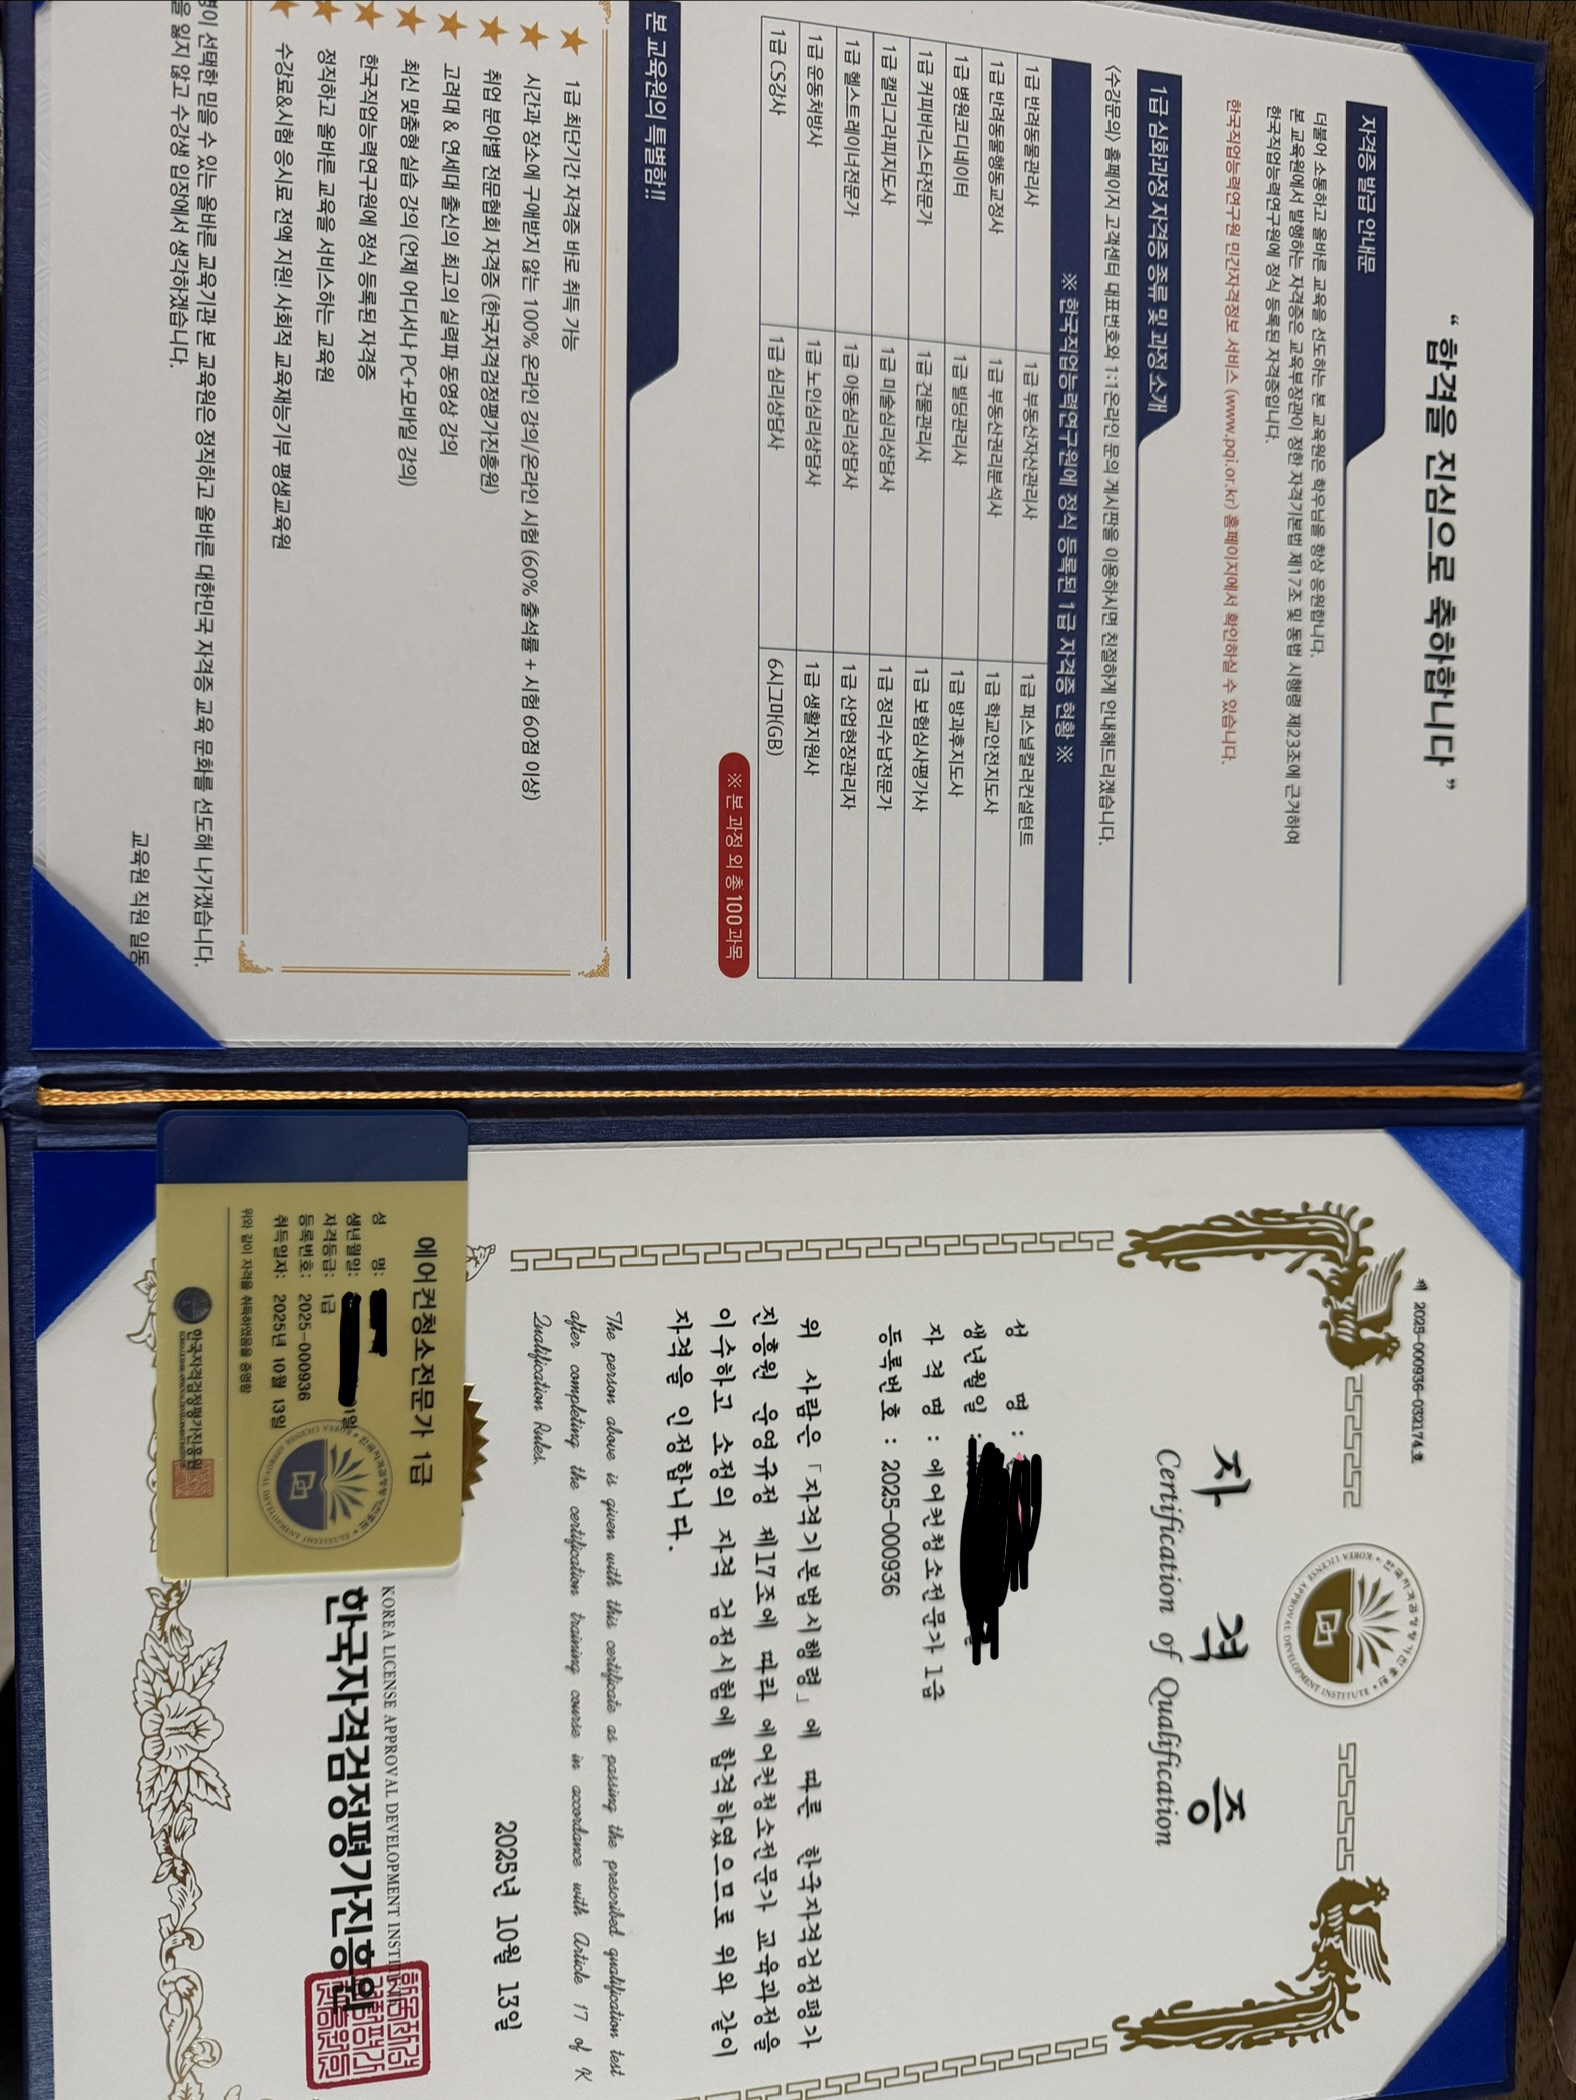 “ 합격을 진심으로 축하합니다 ”
자격증 발급 안내문
더불어 소통하고 올바른 교육을 선도하는 본 교육원은 학우님을 항상 응원합니다.
본 교육원에서 발행하는 자격증은 교육부장관이 정한 자격기본법 제17조 및 동법 시행령 제23조에 근거하여
한국직업능력연구원에 정식 등록된 자격증입니다.
한국직업능력연구원 민간자격정보 서비스 (www.pqi.or.kr) 홈페이지에서 확인하실 수 있습니다.
1급 심화과정 자격증 종류 및 과정 소개
(수강문의) 홈페이지 고객센터 대표번호와 1:1온라인 문의 게시판을 이용하시면 친절하게 안내해드리겠습니다.
※ 한국직업능력연구원에 정식 등록된 1급 자격증 현황 ※
1급 반려동물관리사 1급 부동산자산관리사 1급 퍼스널컬러컨설턴트
1급 반려동물행동교정사 1급 부동산권리분석사 1급 학교안전지도사
1급 병원코디네이터 1급 빌딩관리사 1급 방과후지도사
1급 커피바리스타전문가 1급 건물관리사 1급 보험심사평가사
1급 캘리그라피지도사 1급 미술심리상담사 1급 정리수납전문가
1급 헬스트레이너전문가 1급 아동심리상담사 1급 산업현장관리자
1급 운동처방사 1급 노인심리상담사 1급 생활지원사
1급 CS강사 1급 심리상담사 6시그마(GB)
※ 본 과정 외 총 100 과목
본 교육원의 특별함!!
1급 최단기간 자격증 바로 취득 가능
시간과 장소에 구애받지 않는 100% 온라인 강의/온라인 시험 (60% 출석률 + 시험 60점 이상)
취업 분야별 전문협회 자격증 (한국자격검정평가진흥원)
고려대 & 연세대 출신의 최고의 실력파 동영상 강의
최신 맞춤형 실습 강의 (언제 어디서나 PC+모바일 강의)
한국직업능력연구원에 정식 등록된 자격증
정직하고 올바른 교육을 서비스하는 교육원
수강료&시험 응시료 전액 지원! 사회적 교육재능기부 평생교육원
명이 선택한 믿을 수 있는 올바른 교육기관 본 교육원은 정직하고 올바른 대한민국 자격증 교육 문화를 선도해 나가겠습니다.
을 잃지 않고 수강생 입장에서 생각하겠습니다.
교육원 직원 일동
제 2025-000936-032174호
한국자격검정평가진흥원
KOREA LICENSE APPROVAL DEVELOPMENT INSTITUTE
자 격 증
Certification of Qualification
성 명 :
생년월일 :
자 격 명 : 에어컨청소전문가 1급
등록번호 : 2025-000936
위 사람은 「자격기본법시행령」에 따른 한국자격검정평가
진흥원 운영규정 제17조에 따라 에어컨청소전문가 교육과정을
이수하고 소정의 자격 검정시험에 합격하였으므로 위와 같이
자격을 인정합니다.
The person above is given with this certificate as passing the prescribed qualification test
after completing the certification training course in accordance with Article 17 of K
Qualification Rules.
2025년 10월 13일
KOREA LICENSE APPROVAL DEVELOPMENT INSTITUTE
한국자격검정평가진흥원
에어컨청소전문가 1급
성 명:
생년월일: 1일
자격등급: 1급
등록번호: 2025-000936
취득일자: 2025년 10월 13일
위와 같이 자격을 취득하였음을 증명함
한국자격검정평가진흥원